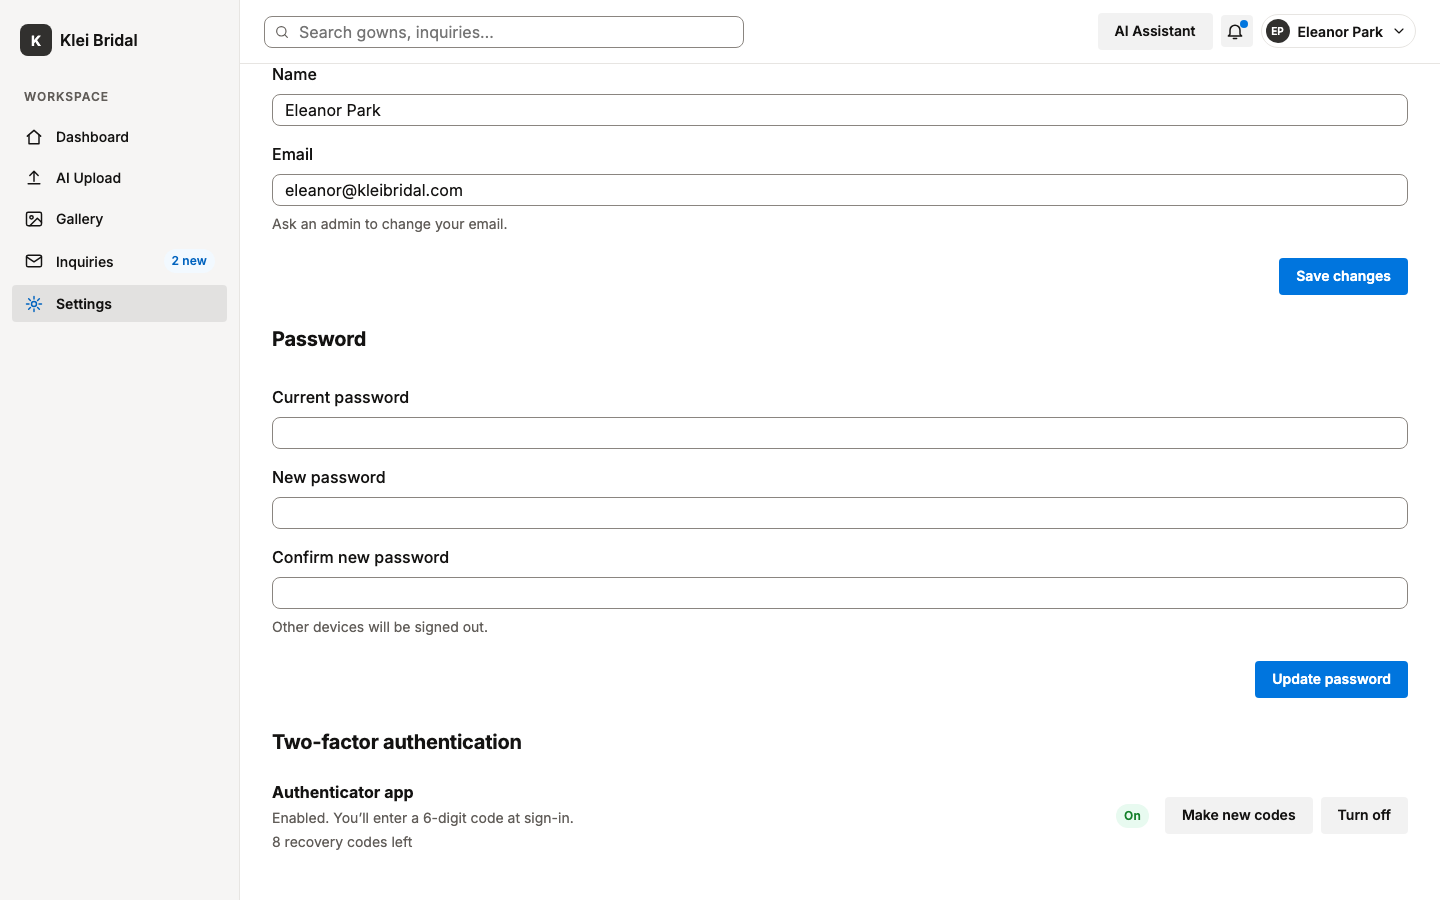 K Klei Bridal
WORKSPACE
Dashboard
AI Upload
Gallery
Inquiries 2 new
Settings
Search gowns, inquiries...
AI Assistant
EP Eleanor Park
Name
Eleanor Park
Email
eleanor@kleibridal.com
Ask an admin to change your email.
Save changes
Password
Current password
New password
Confirm new password
Other devices will be signed out.
Update password
Two-factor authentication
Authenticator app
Enabled. You’ll enter a 6-digit code at sign-in.
8 recovery codes left
On
Make new codes
Turn off